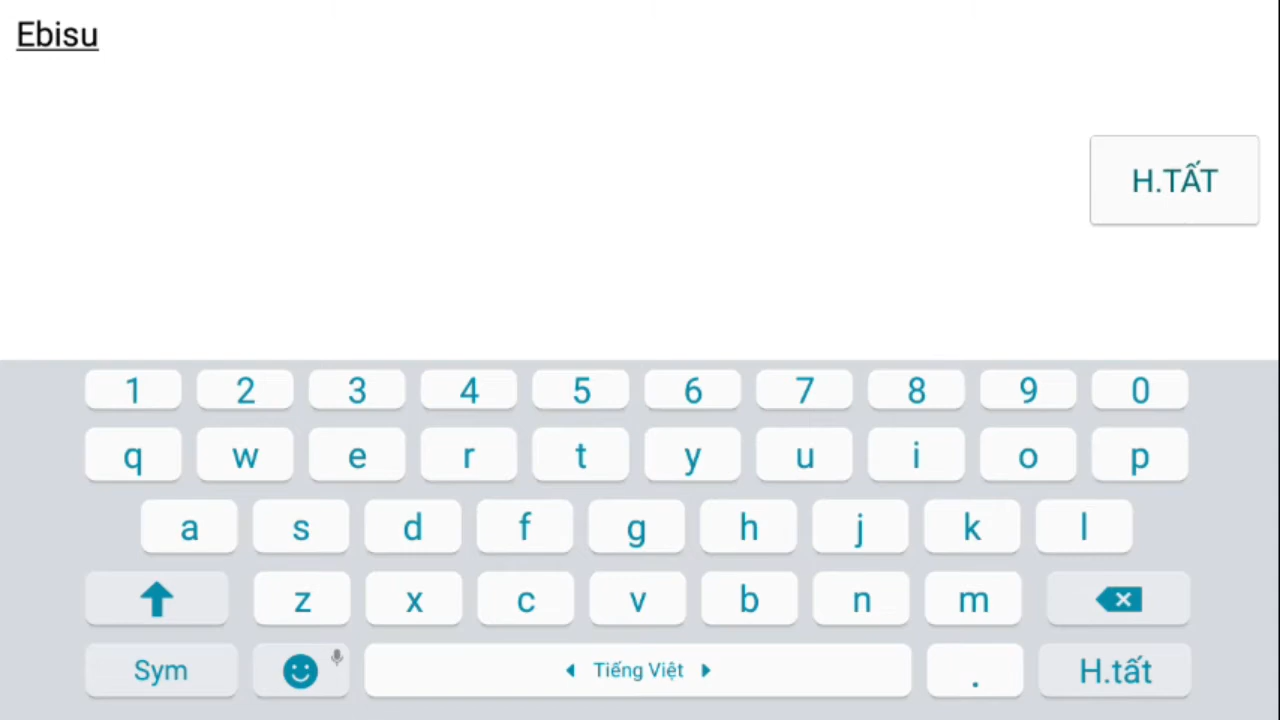 Ebisu
H.TẤT
1 2 3 4 5 6 7 8 9 0
q w e r t y u i o p
a s d f g h j k l
z x c v b n m
Sym Tiếng Việt . H.tất